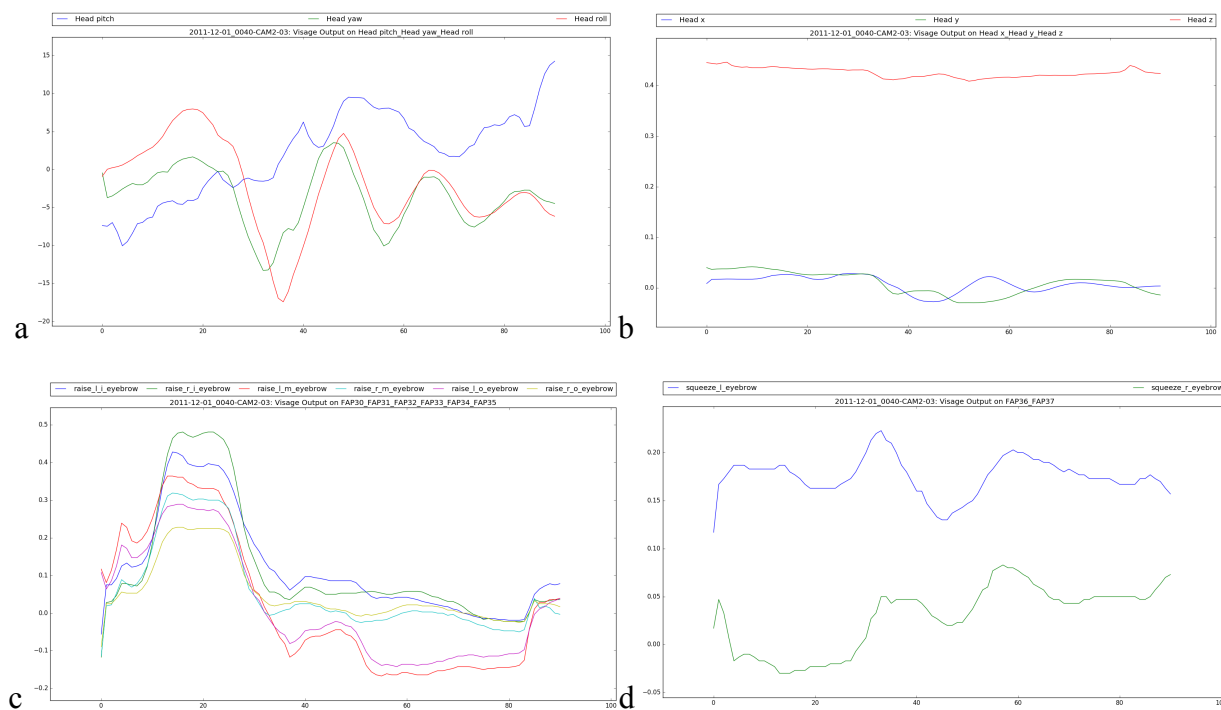 Head pitch Head yaw Head roll
2011-12-01_0040-CAM2-03: Visage Output on Head pitch_Head yaw_Head roll
15
10
5
0
−5
−10
−15
−20
0 20 40 60 80 100
a
Head x Head y Head z
2011-12-01_0040-CAM2-03: Visage Output on Head x_Head y_Head z
0.4
0.2
0.0
0 20 40 60 80 100
b
raise_l_i_eyebrow raise_r_i_eyebrow raise_l_m_eyebrow raise_r_m_eyebrow raise_l_o_eyebrow raise_r_o_eyebrow
2011-12-01_0040-CAM2-03: Visage Output on FAP30_FAP31_FAP32_FAP33_FAP34_FAP35
0.5
0.4
0.3
0.2
0.1
0.0
−0.1
−0.2
0 20 40 60 80 100
c
squeeze_l_eyebrow squeeze_r_eyebrow
2011-12-01_0040-CAM2-03: Visage Output on FAP36_FAP37
0.20
0.15
0.10
0.05
0.00
−0.05
0 20 40 60 80 100
d